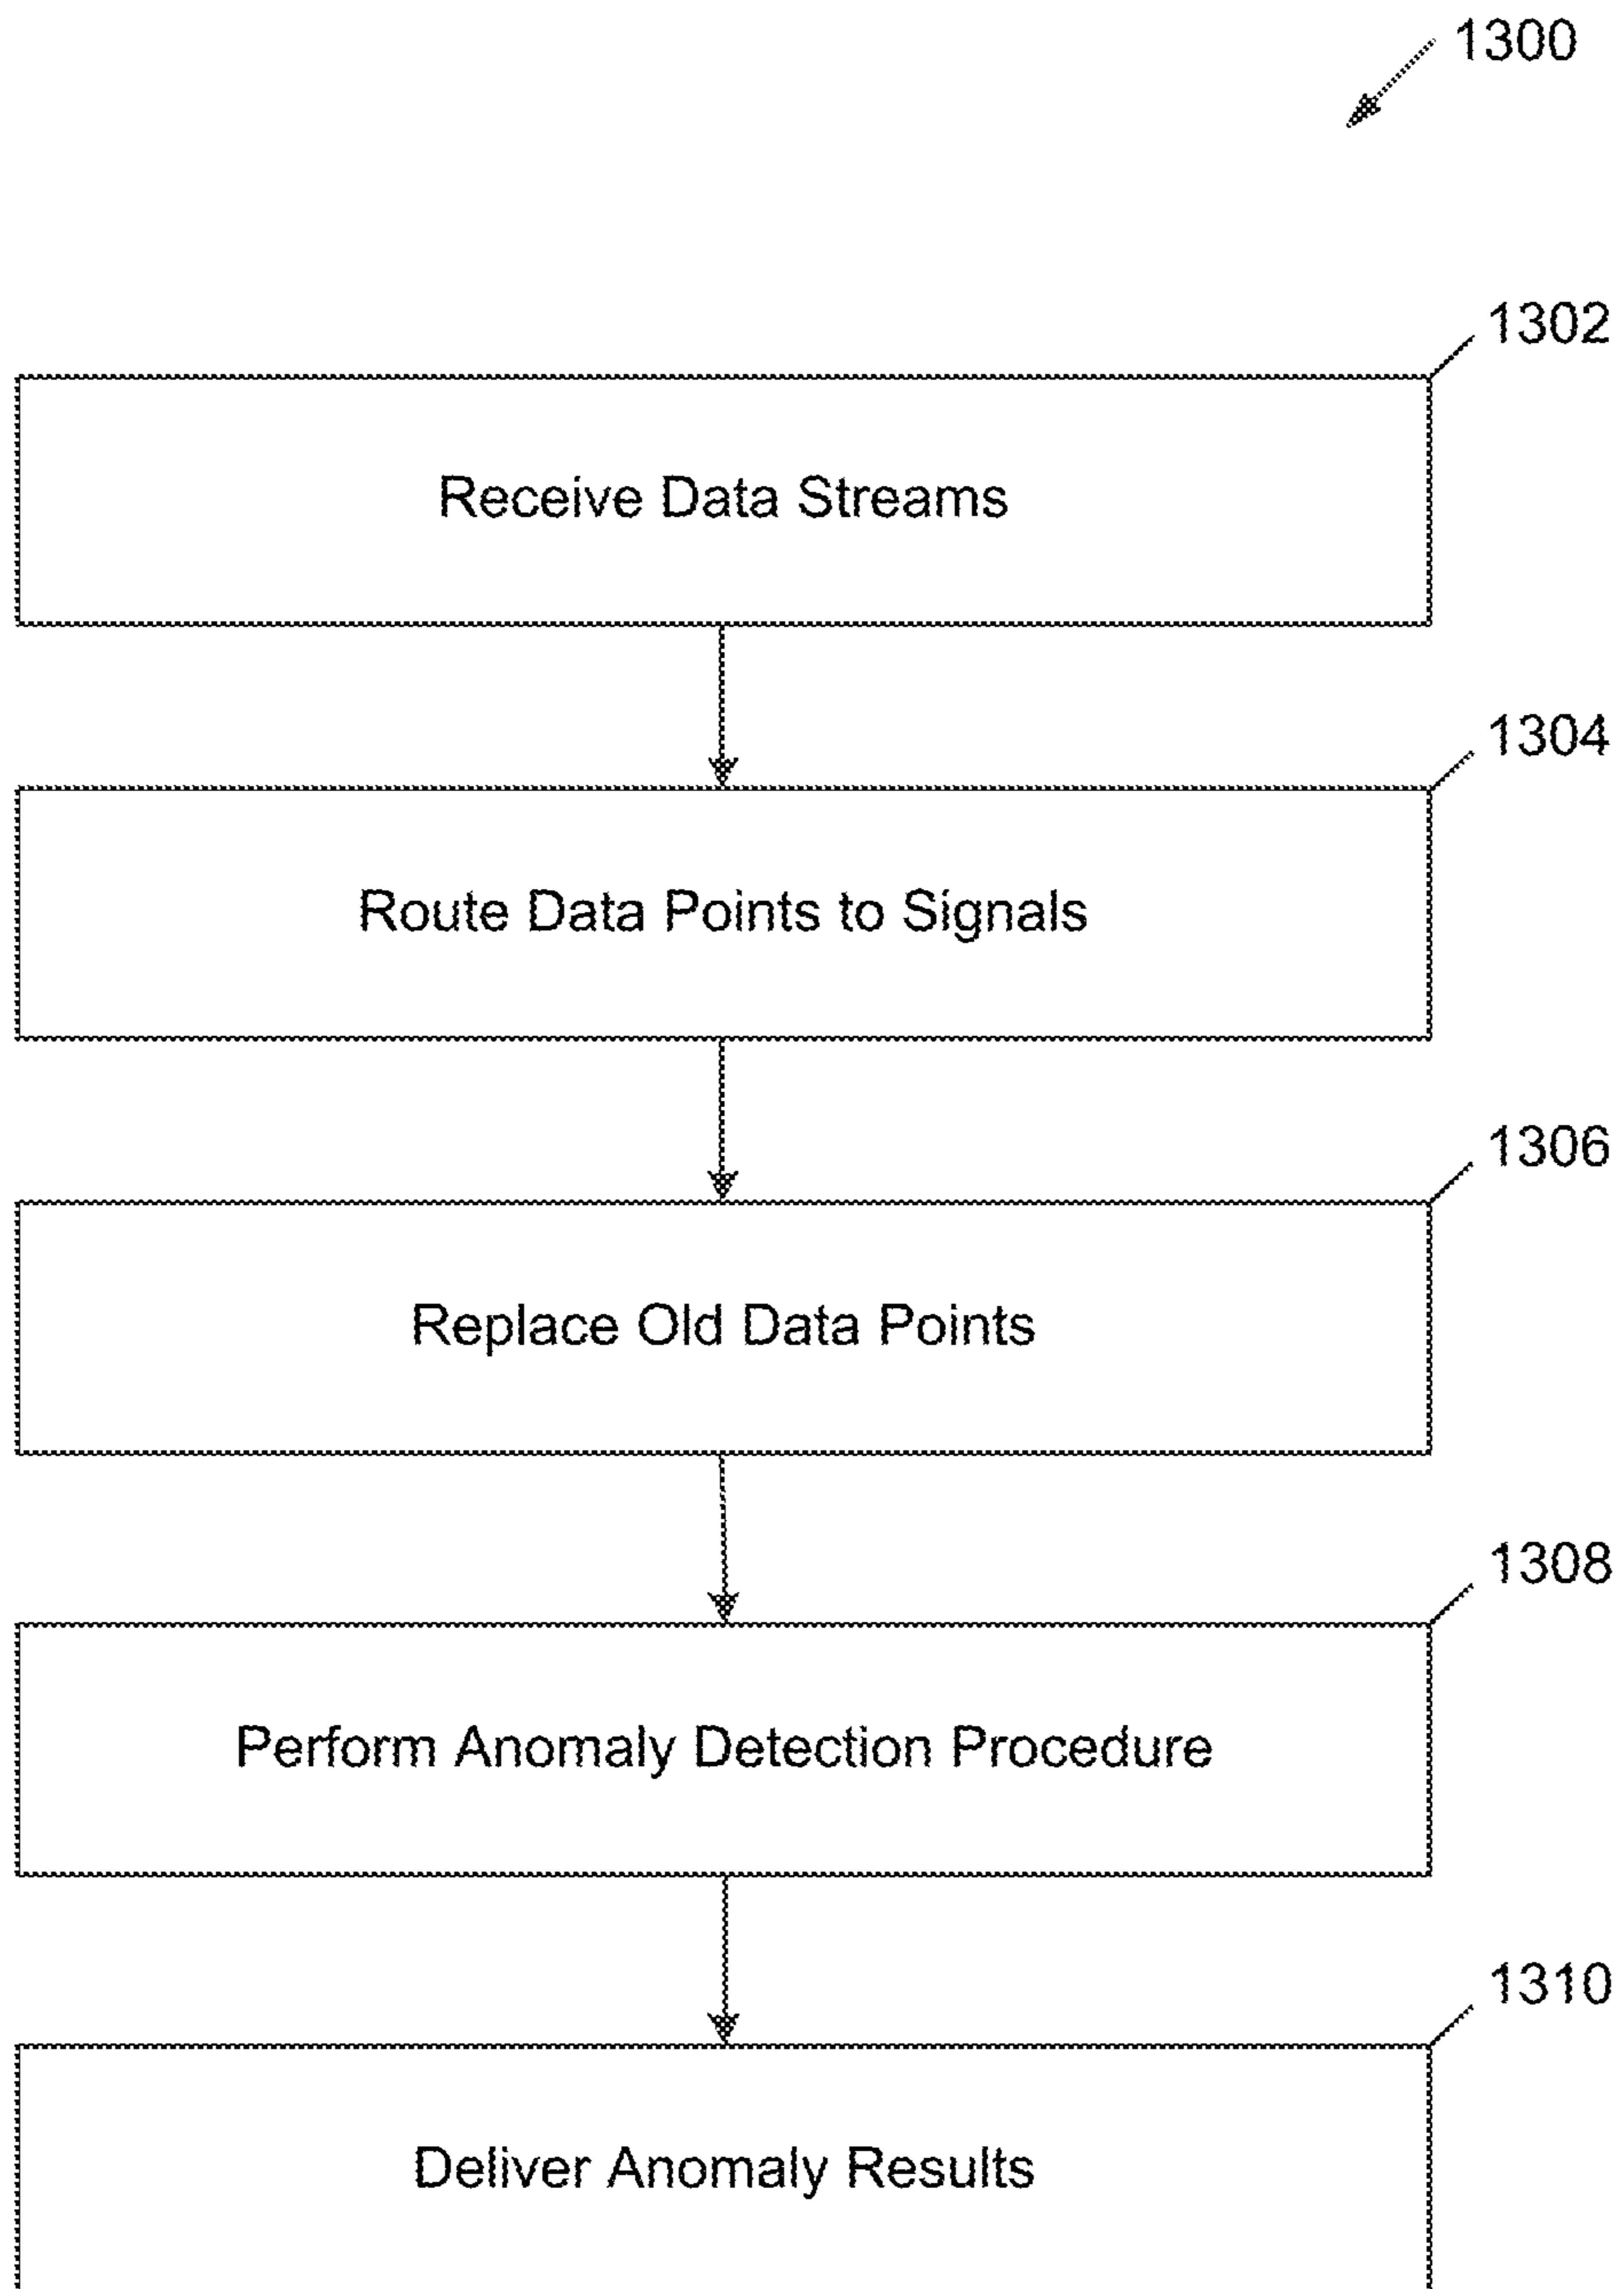 1300
1302
Receive Data Streams
1304
Route Data Points to Signals
1306
Replace Old Data Points
1308
Perform Anomaly Detection Procedure
1310
Deliver Anomaly Results